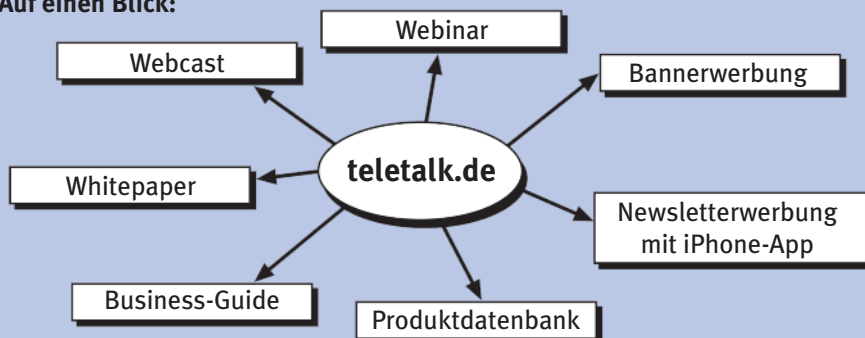 Auf einen Blick:
Webinar
Webcast
Bannerwerbung
teletalk.de
Whitepaper
Newsletterwerbung
mit iPhone-App
Business-Guide
Produktdatenbank